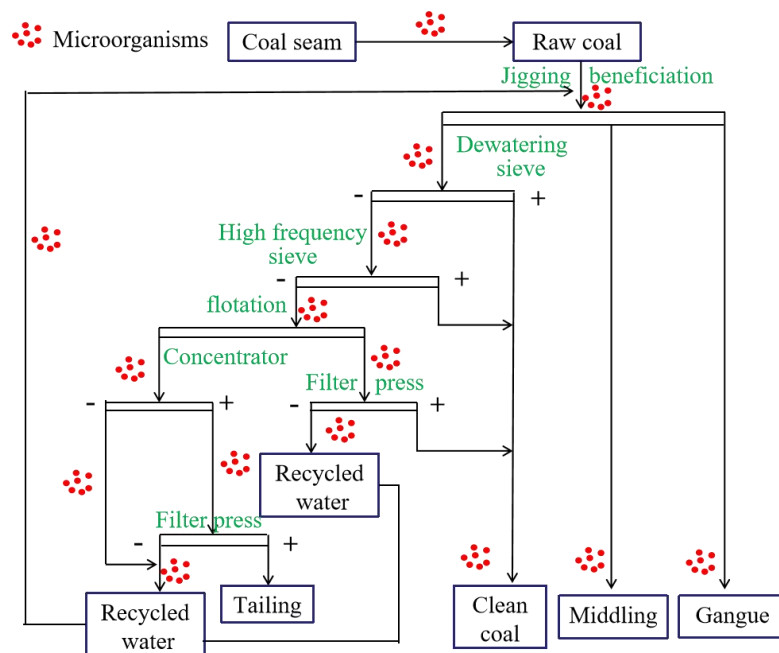 Microorganisms
Coal seam
Raw coal
Jigging beneficiation
Dewatering
sieve
- +
High frequency
sieve
- +
flotation
Concentrator
Filter press
- +
- +
Recycled
water
Filter press
- +
Recycled
water
Tailing
Clean
coal
Middling
Gangue